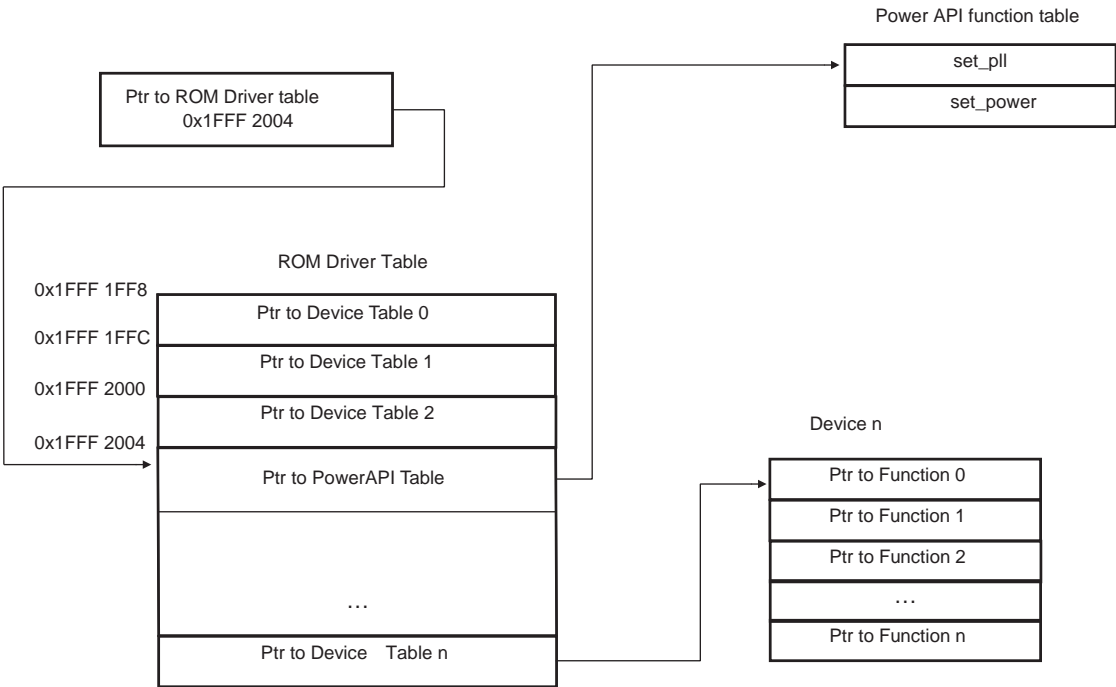 Power API function table
set_pll
set_power
Ptr to ROM Driver table
0x1FFF 2004
ROM Driver Table
0x1FFF 1FF8
Ptr to Device Table 0
0x1FFF 1FFC
Ptr to Device Table 1
0x1FFF 2000
Ptr to Device Table 2
0x1FFF 2004
Ptr to PowerAPI Table
…
Ptr to Device Table n
Device n
Ptr to Function 0
Ptr to Function 1
Ptr to Function 2
…
Ptr to Function n